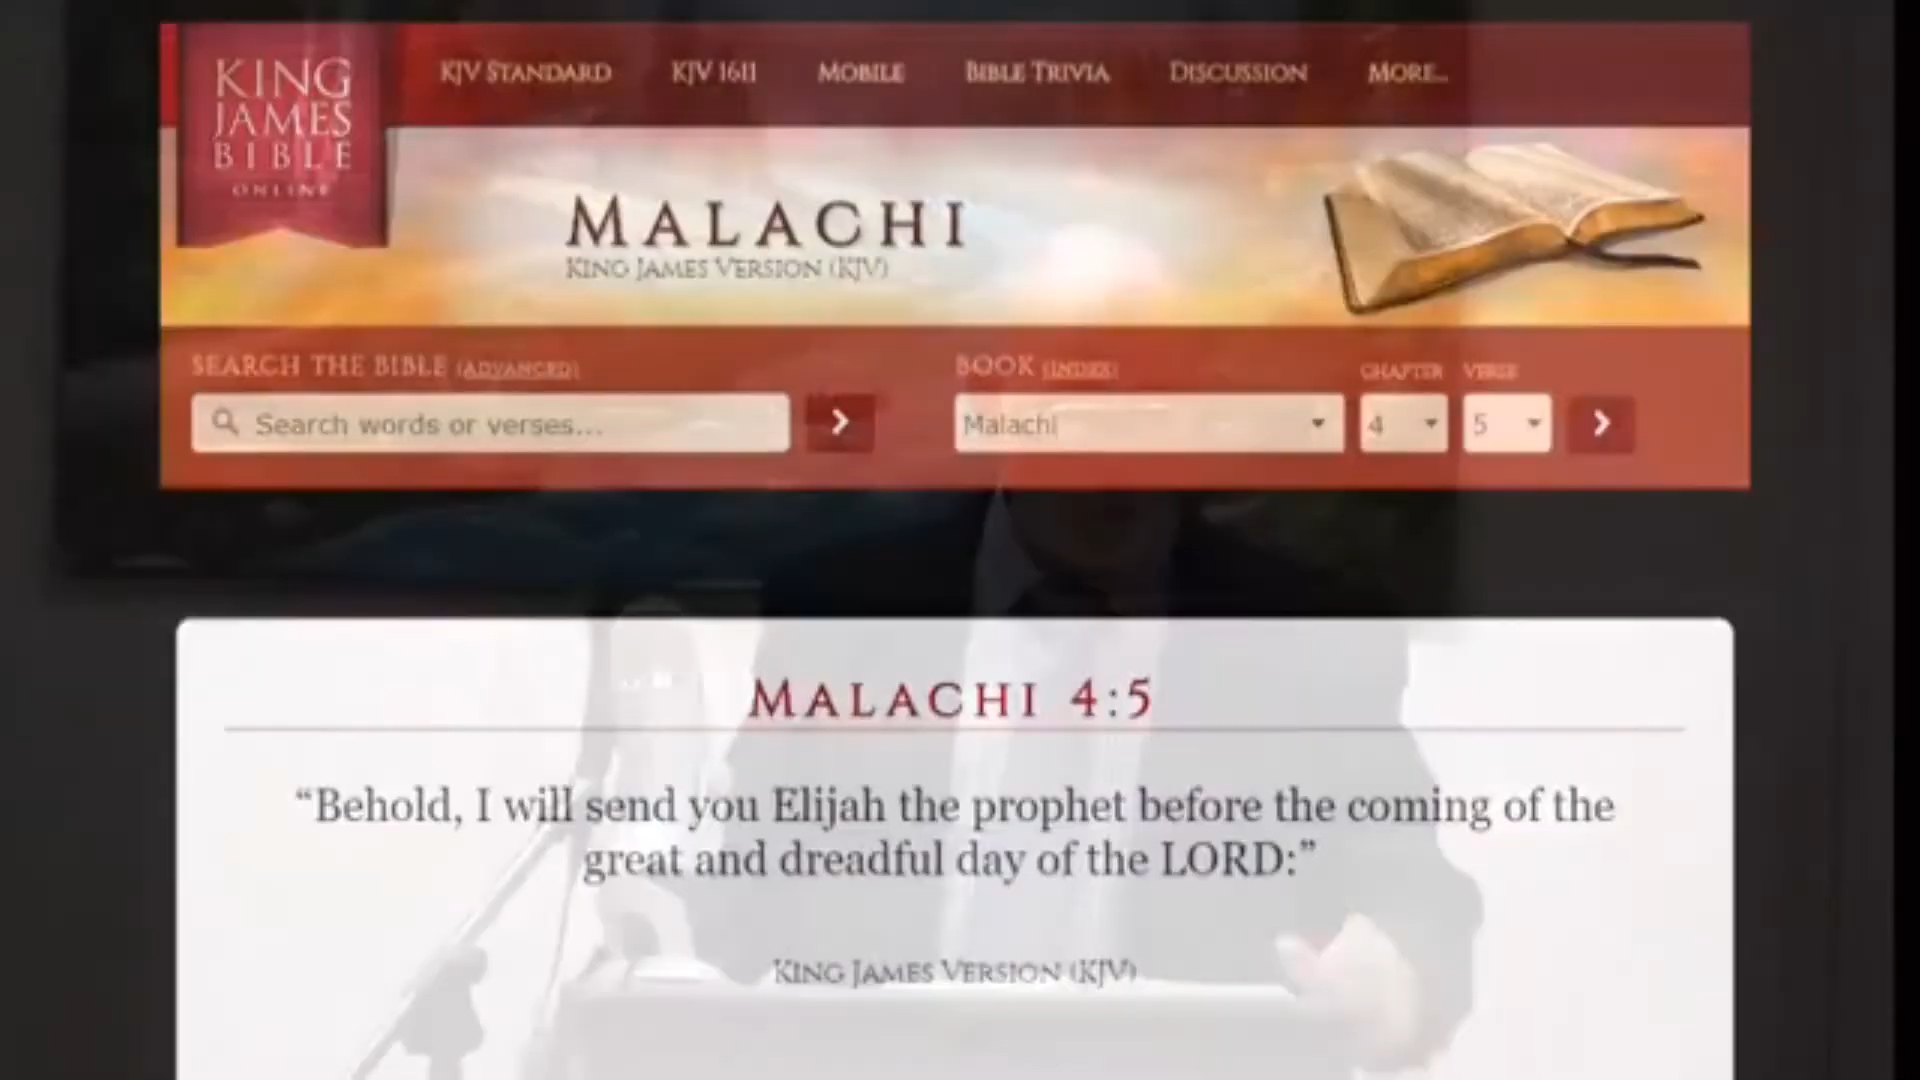 KING
JAMES
BIBLE
ONLINE
KJV STANDARD
KJV 1611
MOBILE
BIBLE TRIVIA
DISCUSSION
MORE...
MALACHI
KING JAMES VERSION (KJV)
SEARCH THE BIBLE (ADVANCED)
Search words or verses...
BOOK (INDEX)
CHAPTER
VERSE
Malachi
4
5
MALACHI 4:5
“Behold, I will send you Elijah the prophet before the coming of the
great and dreadful day of the LORD:”
KING JAMES VERSION (KJV)